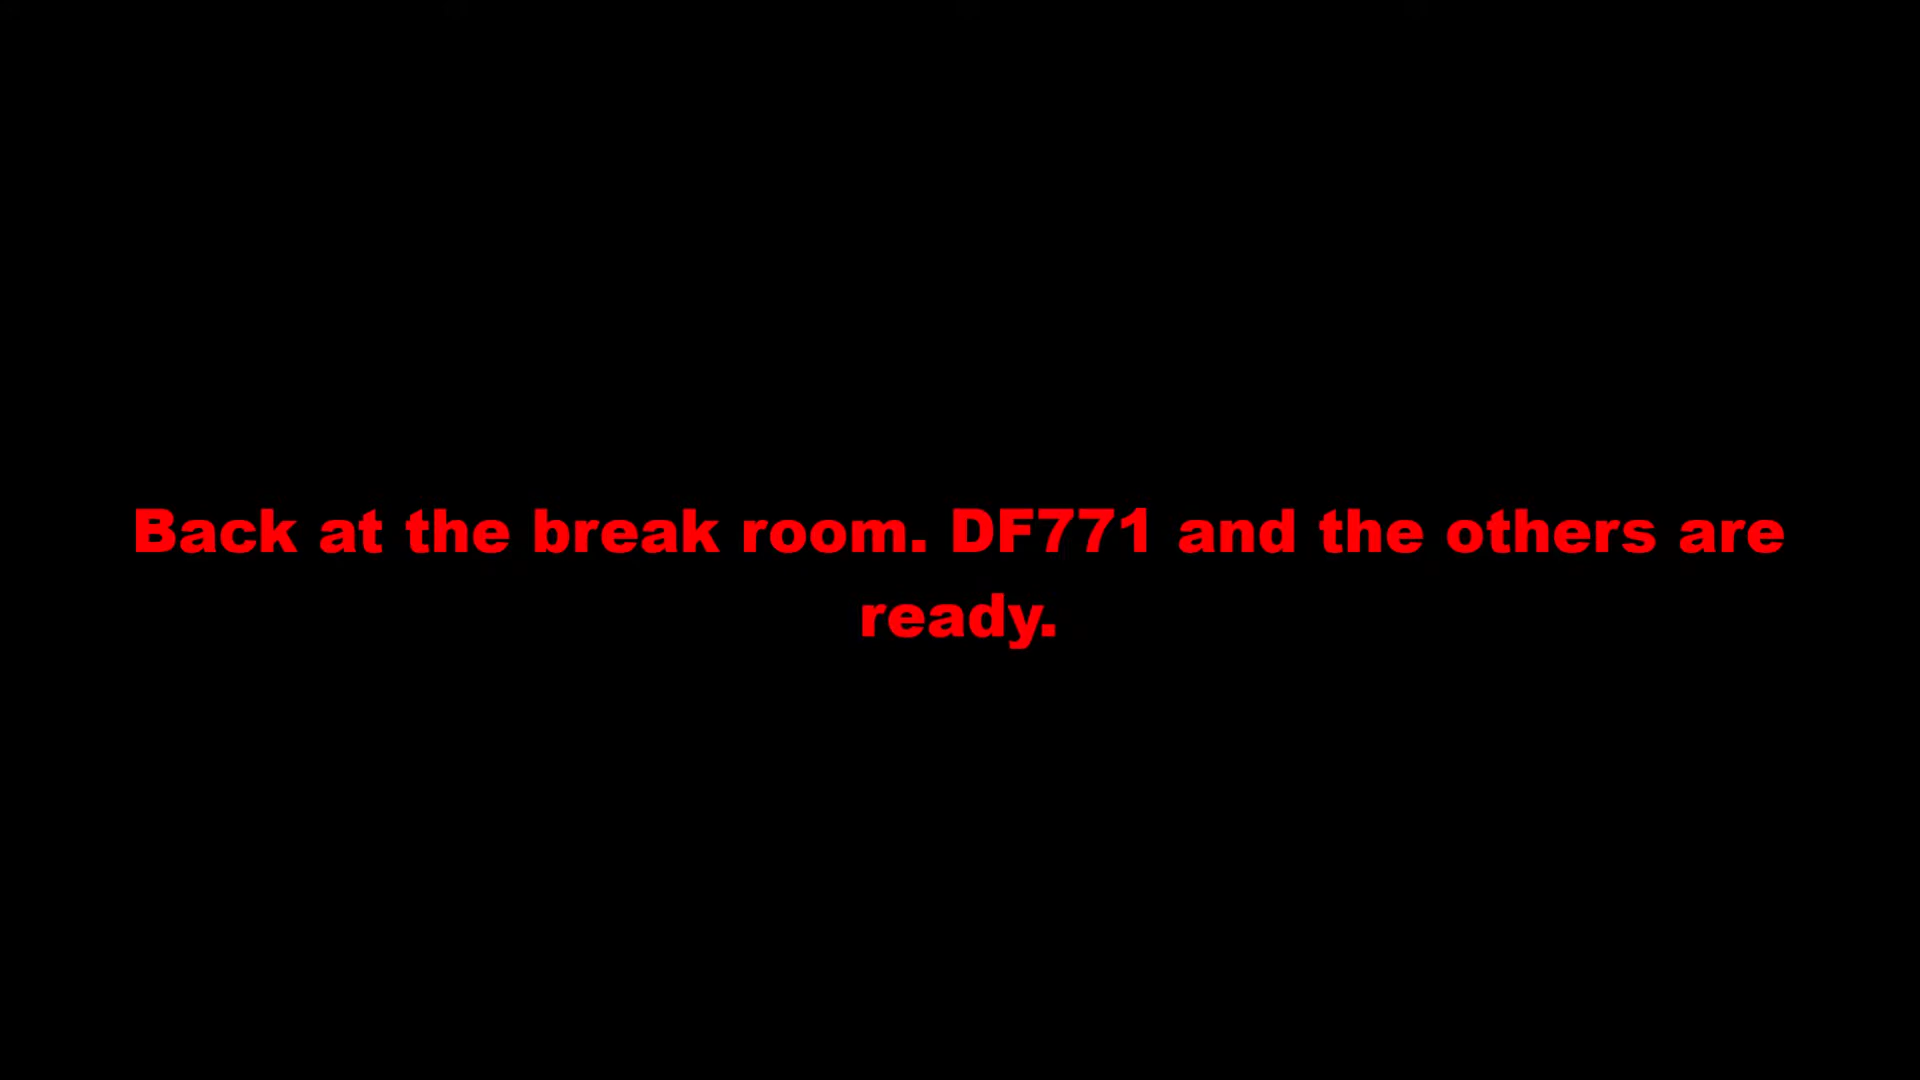 Back at the break room. DF771 and the others are
ready.